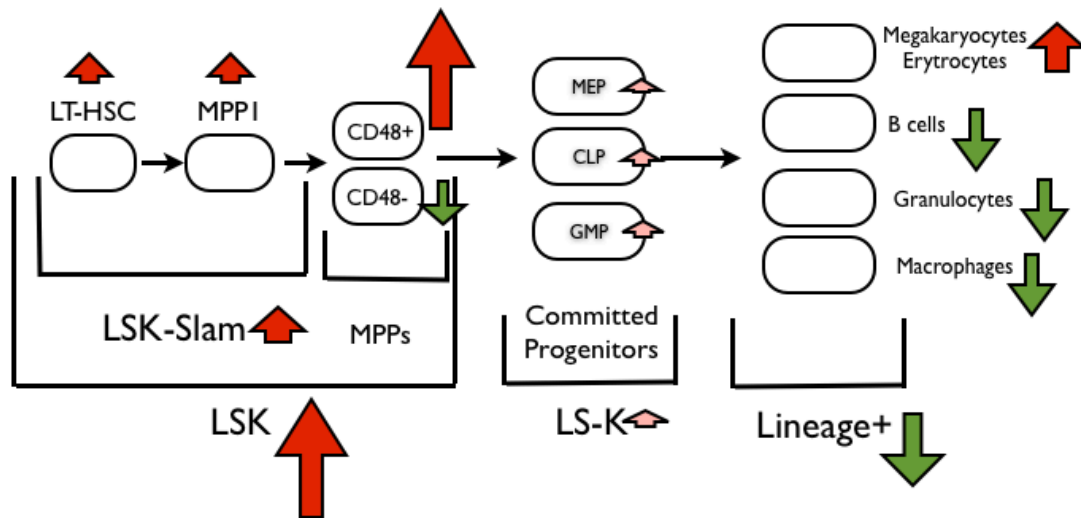 LT-HSC
MPP1
CD48+
CD48-
MEP
CLP
GMP
Megakaryocytes
Erytrocytes
B cells
Granulocytes
Macrophages
LSK-Slam
MPPs
Committed
Progenitors
LSK
LS-K
Lineage+